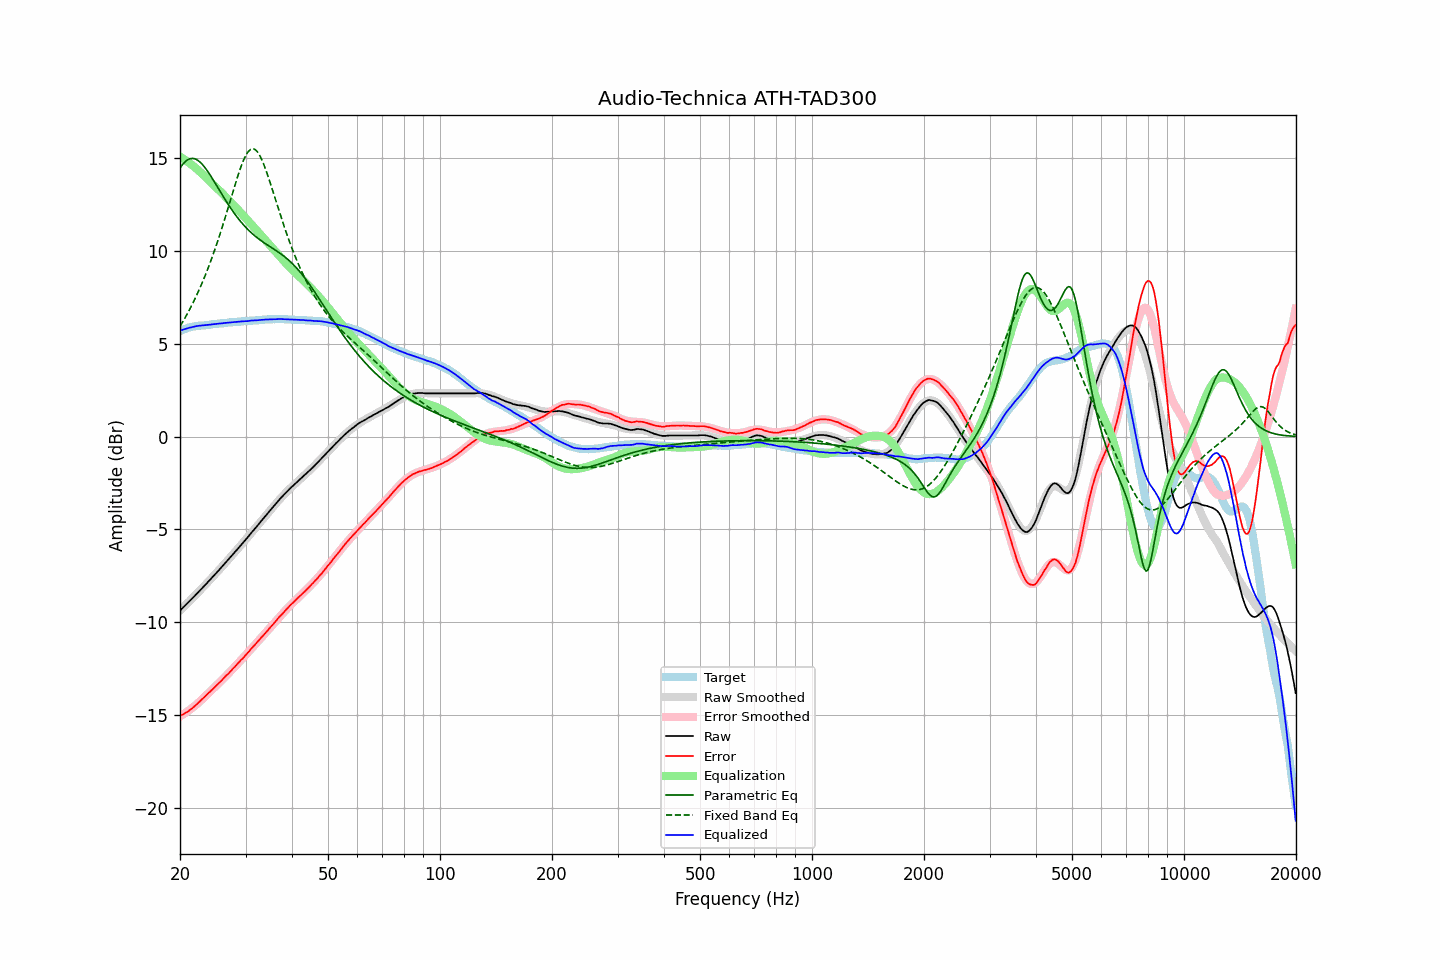 Audio-Technica ATH-TAD300
Amplitude (dBr)
15
10
5
0
−5
−10
−15
−20
20
50
100
200
500
1000
2000
5000
10000
20000
Frequency (Hz)
Target
Raw Smoothed
Error Smoothed
Raw
Error
Equalization
Parametric Eq
Fixed Band Eq
Equalized